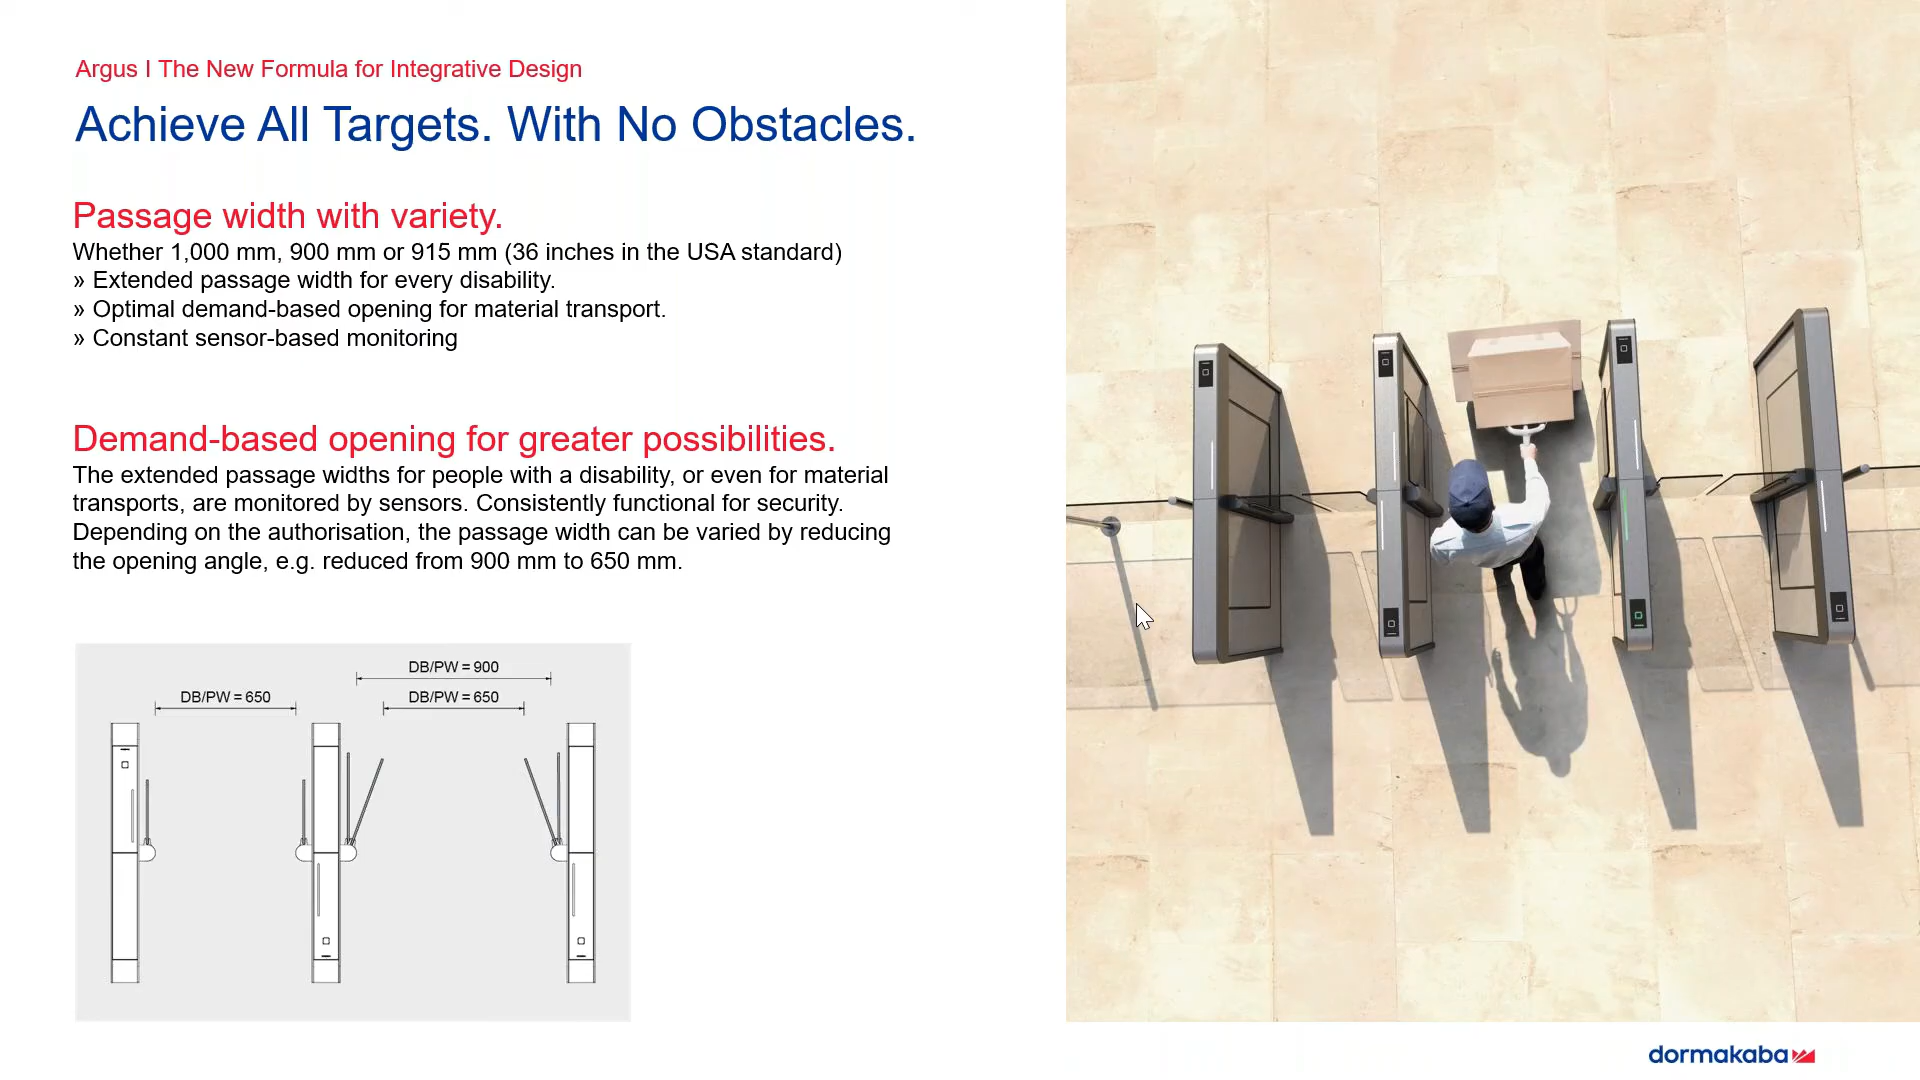 Argus I The New Formula for Integrative Design
Achieve All Targets. With No Obstacles.
Passage width with variety.
Whether 1,000 mm, 900 mm or 915 mm (36 inches in the USA standard)
» Extended passage width for every disability.
» Optimal demand-based opening for material transport.
» Constant sensor-based monitoring
Demand-based opening for greater possibilities.
The extended passage widths for people with a disability, or even for material
transports, are monitored by sensors. Consistently functional for security.
Depending on the authorisation, the passage width can be varied by reducing
the opening angle, e.g. reduced from 900 mm to 650 mm.
DB/PW = 900
DB/PW = 650
DB/PW = 650
dormakaba